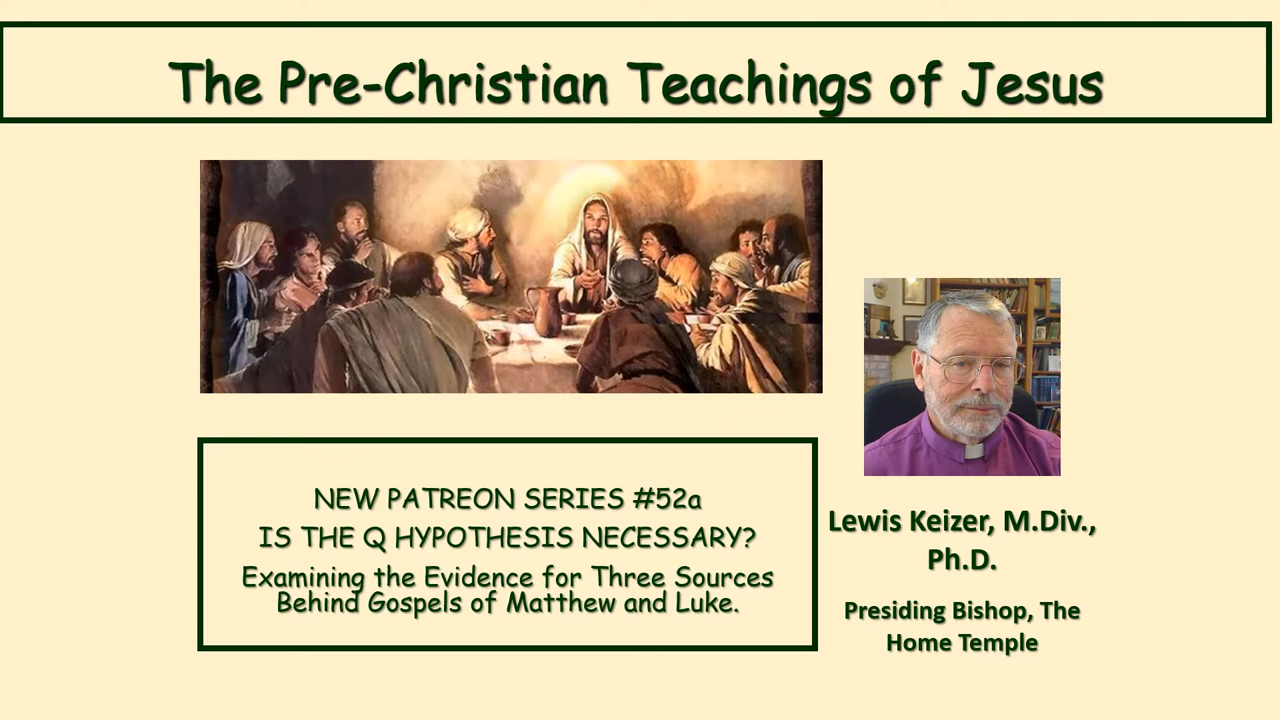 The Pre-Christian Teachings of Jesus
NEW PATREON SERIES #52a
IS THE Q HYPOTHESIS NECESSARY?
Examining the Evidence for Three Sources
Behind Gospels of Matthew and Luke.
Lewis Keizer, M.Div.,
Ph.D.
Presiding Bishop, The
Home Temple